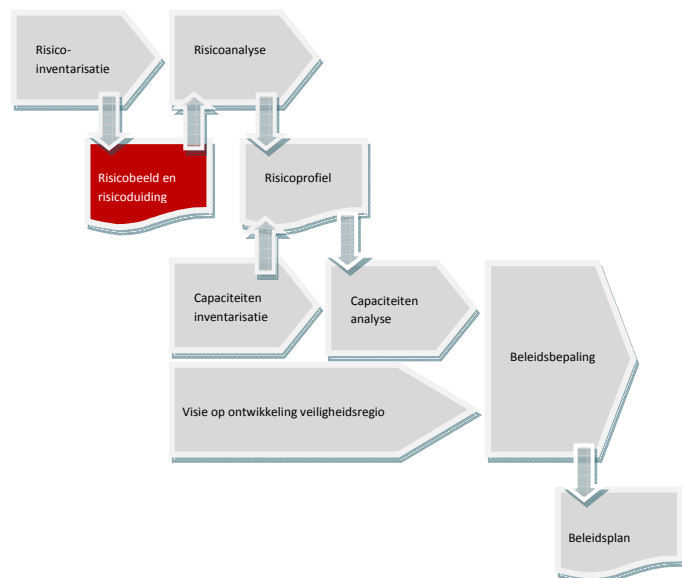 Risico-
inventarisatie
Risicoanalyse
Risicobeeld en
risicoduiding
Risicoprofiel
Capaciteiten
inventarisatie
Capaciteiten
analyse
Beleidsbepaling
Visie op ontwikkeling veiligheidsregio
Beleidsplan